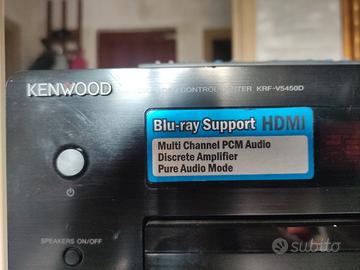 KENWOOD
CONTROL CENTER KRF-V5450D
Blu-ray Support HDMI
Multi Channel PCM Audio
Discrete Amplifier
Pure Audio Mode
SPEAKERS ON/OFF
subito